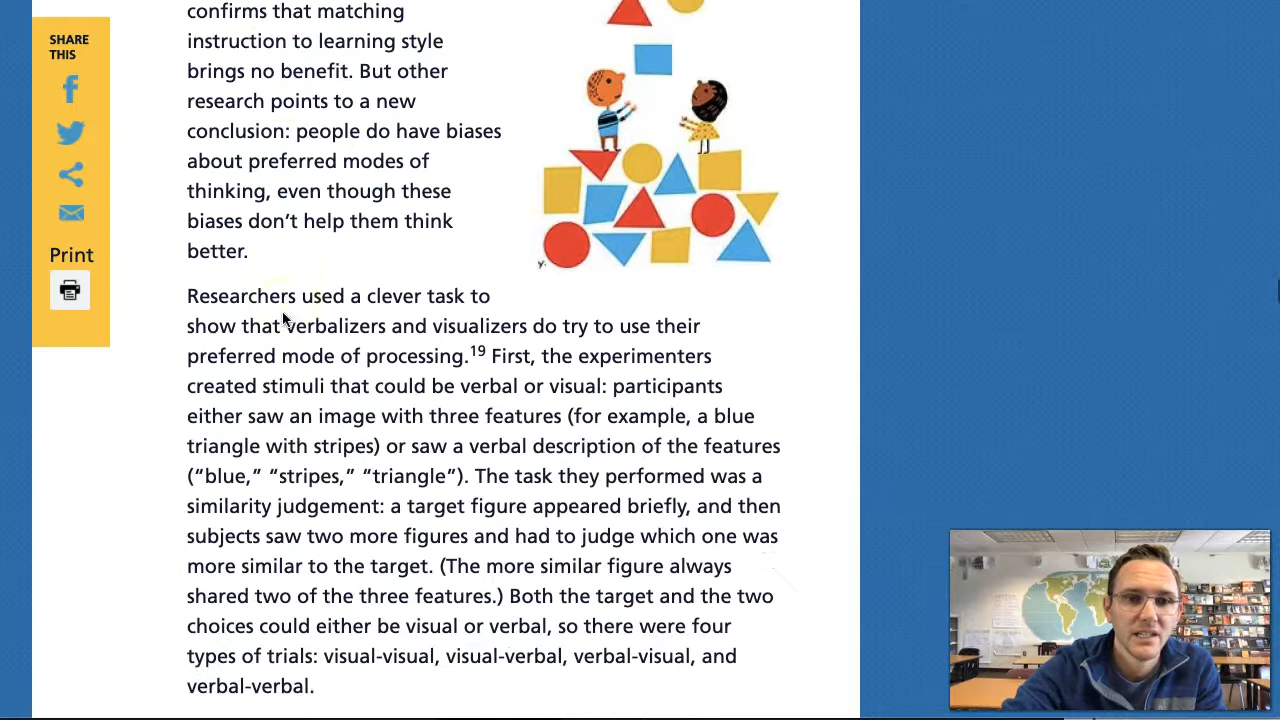 SHARE
THIS
Print
confirms that matching
instruction to learning style
brings no benefit. But other
research points to a new
conclusion: people do have biases
about preferred modes of
thinking, even though these
biases don’t help them think
better.
Researchers used a clever task to
show that verbalizers and visualizers do try to use their
preferred mode of processing.19 First, the experimenters
created stimuli that could be verbal or visual: participants
either saw an image with three features (for example, a blue
triangle with stripes) or saw a verbal description of the features
(“blue,” “stripes,” “triangle”). The task they performed was a
similarity judgement: a target figure appeared briefly, and then
subjects saw two more figures and had to judge which one was
more similar to the target. (The more similar figure always
shared two of the three features.) Both the target and the two
choices could either be visual or verbal, so there were four
types of trials: visual-visual, visual-verbal, verbal-visual, and
verbal-verbal.